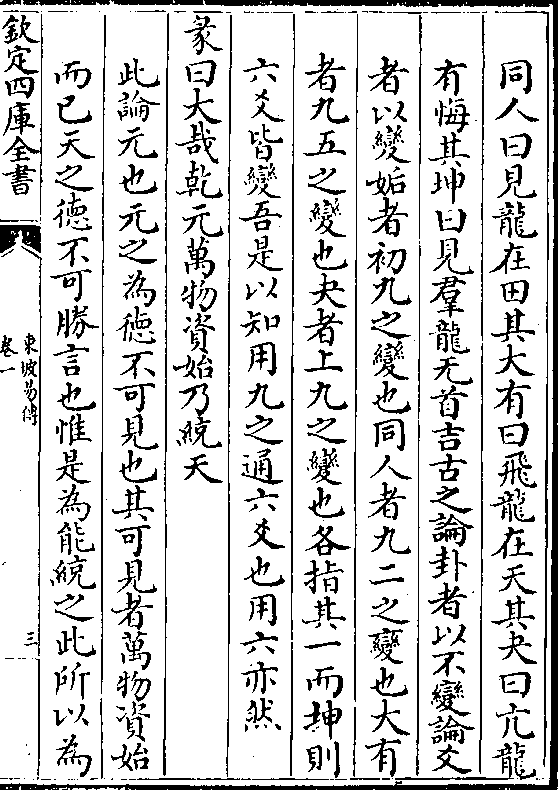 同人曰見龍在田其大有曰飛龍在天其夬曰亢龍
有悔其坤曰見羣龍无首吉古之論卦者以不變論爻
者以變姤者初九之變也同人者九二之變也大有
者九五之變也夬者上九之變也各指其一而坤則
六爻皆變吾是以知用九之通六爻也用六亦然
彖曰大哉乾元萬物資始乃統天
此論元也元之為德不可見也其可見者萬物資始
而已天之德不可勝言也惟是為能統之此所以為
欽定四庫全書
東坡易傳
卷一
三